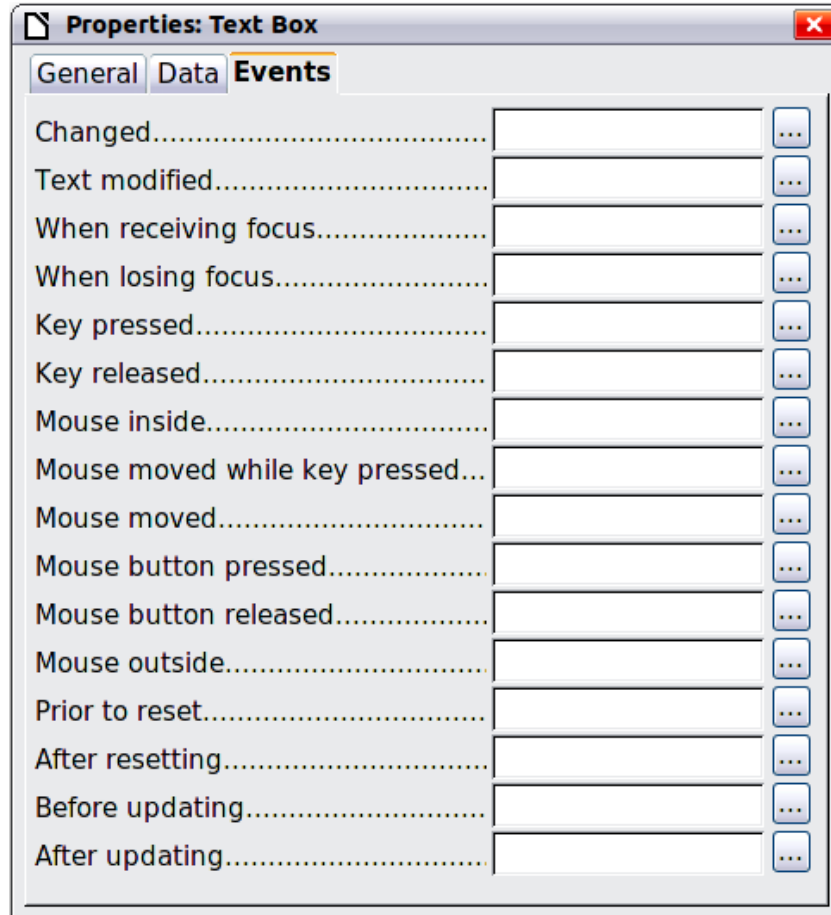 Properties: Text Box
General Data Events
Changed....................................... ...
Text modified................................ ...
When receiving focus.................... ...
When losing focus......................... ...
Key pressed.................................. ...
Key released................................. ...
Mouse inside................................. ...
Mouse moved while key pressed... ...
Mouse moved............................... ...
Mouse button pressed................... ...
Mouse button released.................. ...
Mouse outside............................... ...
Prior to reset................................. ...
After resetting............................... ...
Before updating............................ ...
After updating............................... ...